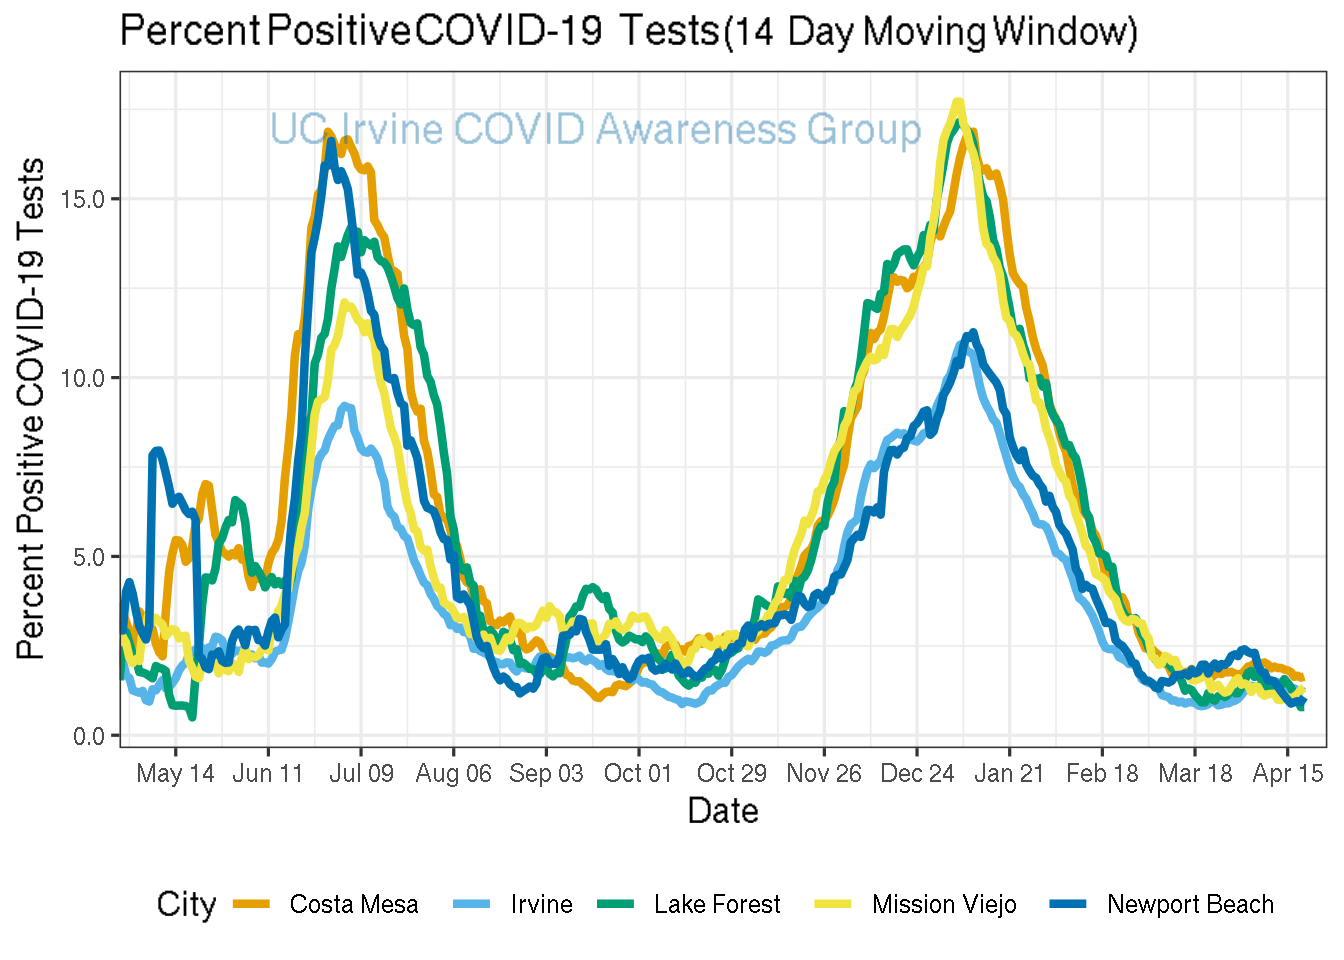 Percent Positive COVID-19 Tests(14 Day Moving Window)
UC Irvine COVID Awareness Group
Percent Positive COVID-19 Tests
15.0
10.0
5.0
0.0
May 14 Jun 11 Jul 09 Aug 06 Sep 03 Oct 01 Oct 29 Nov 26 Dec 24 Jan 21 Feb 18 Mar 18 Apr 15
Date
City Costa Mesa Irvine Lake Forest Mission Viejo Newport Beach